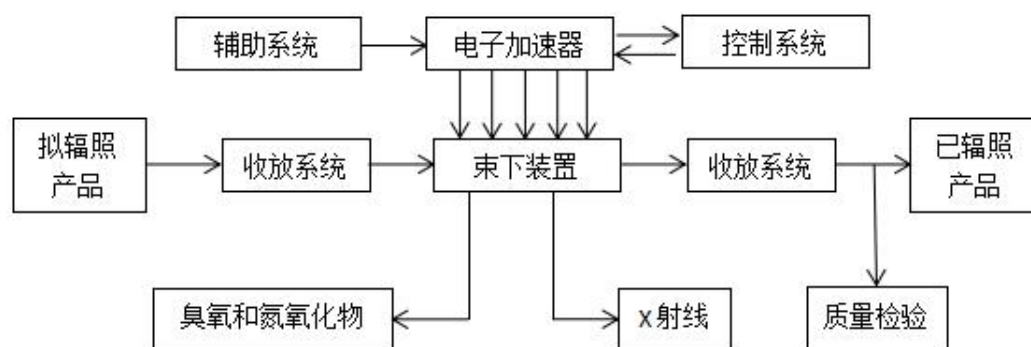 辅助系统
电子加速器
控制系统
拟辐照
产品
收放系统
束下装置
收放系统
已辐照
产品
臭氧和氮氧化物
X射线
质量检验